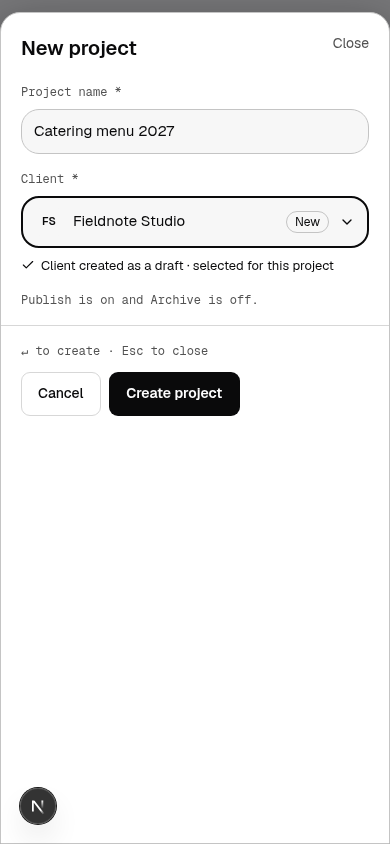 New project
Close
Project name *
Catering menu 2027
Client *
FS Fieldnote Studio New
Client created as a draft · selected for this project
Publish is on and Archive is off.
↵ to create · Esc to close
Cancel
Create project
N